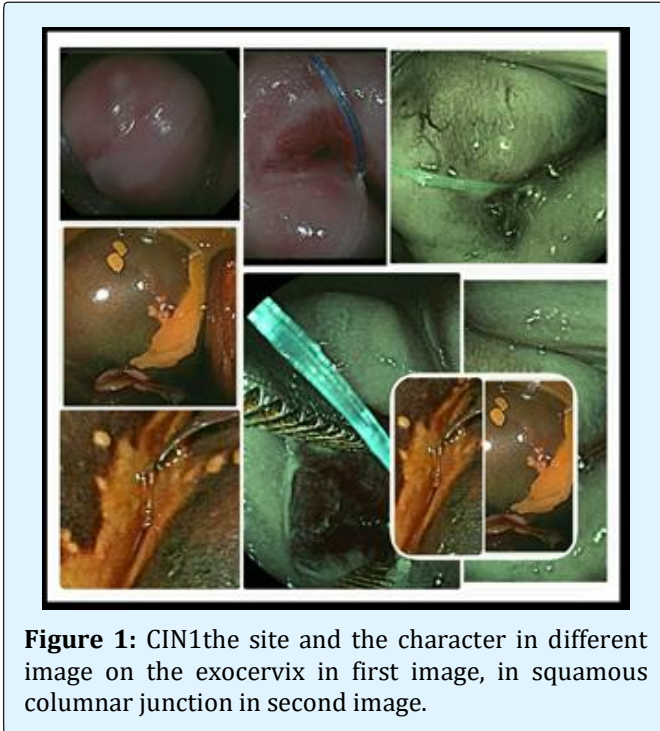 Figure 1: CIN1the site and the character in different
image on the exocervix in first image, in squamous
columnar junction in second image.